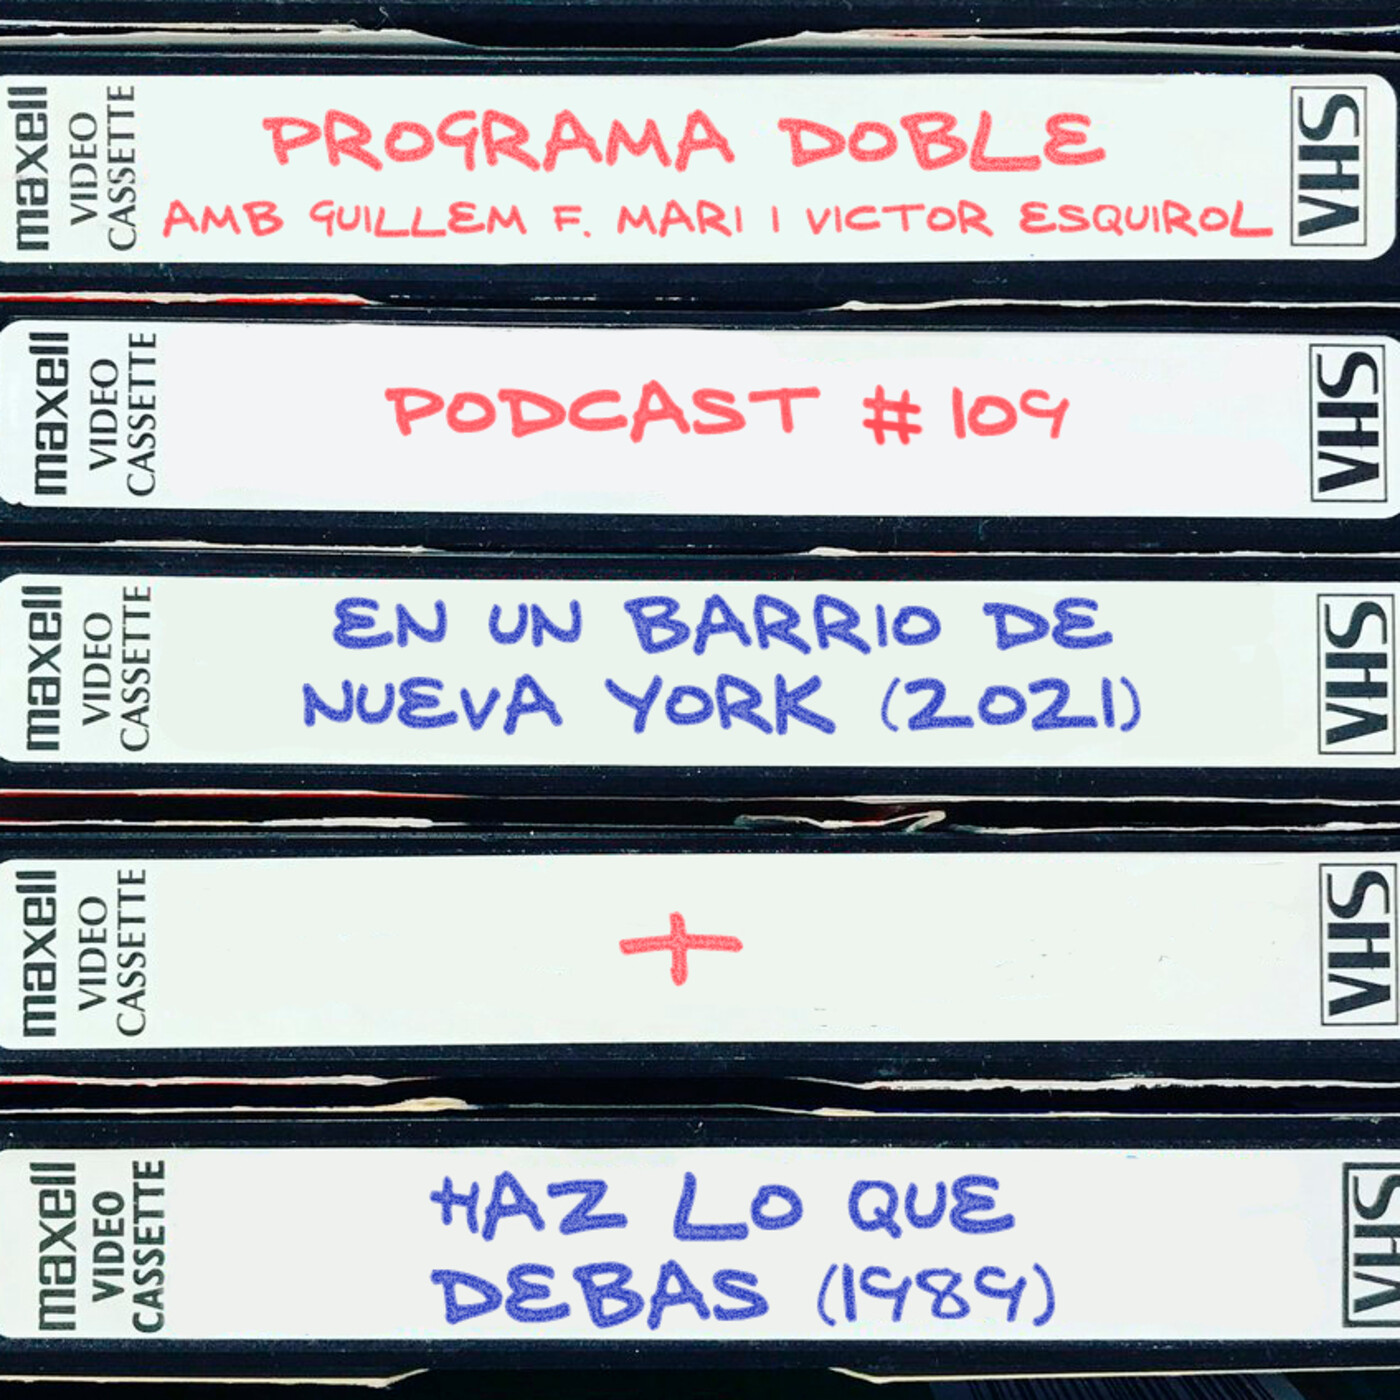 maxell
VIDEO
CASSETTE
PROGRAMA DOBLE
AMB GUILLEM F. MARI I VICTOR ESQUIROL
VHS
maxell
VIDEO
CASSETTE
PODCAST # 109
VHS
maxell
VIDEO
CASSETTE
EN UN BARRIO DE
NUEVA YORK (2021)
VHS
maxell
VIDEO
CASSETTE
+
VHS
maxell
VIDEO
CASSETTE
HAZ LO QUE
DEBAS (1989)
VHS